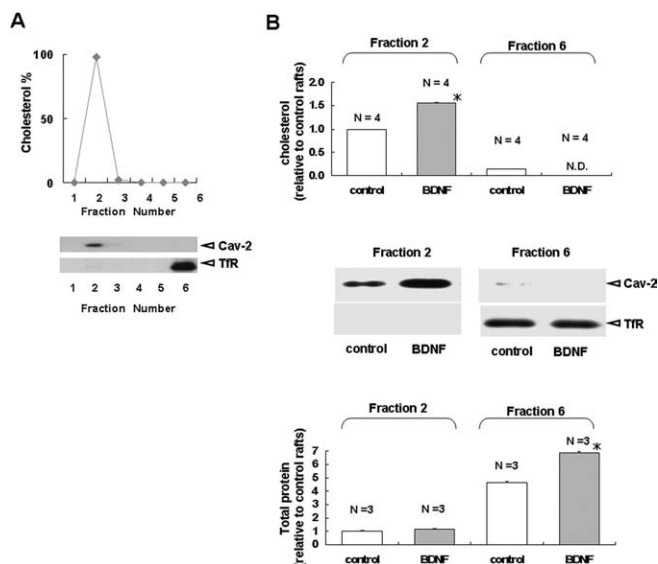 A
Cholesterol %
100
50
0
1 2 3 4 5 6
Fraction Number
Cav-2
TfR
1 2 3 4 5 6
Fraction Number
B
Fraction 2 Fraction 6
cholesterol
(relative to control rafts)
2.0
1.5
1.0
0.5
0.0
N = 4 N = 4 * N = 4 N = 4
N.D.
control BDNF control BDNF
Fraction 2 Fraction 6
Cav-2
TfR
control BDNF control BDNF
Fraction 2 Fraction 6
Total protein
(relative to control rafts)
7
6
5
4
3
2
1
0
N =3 N =3 N =3 N =3 *
control BDNF control BDNF